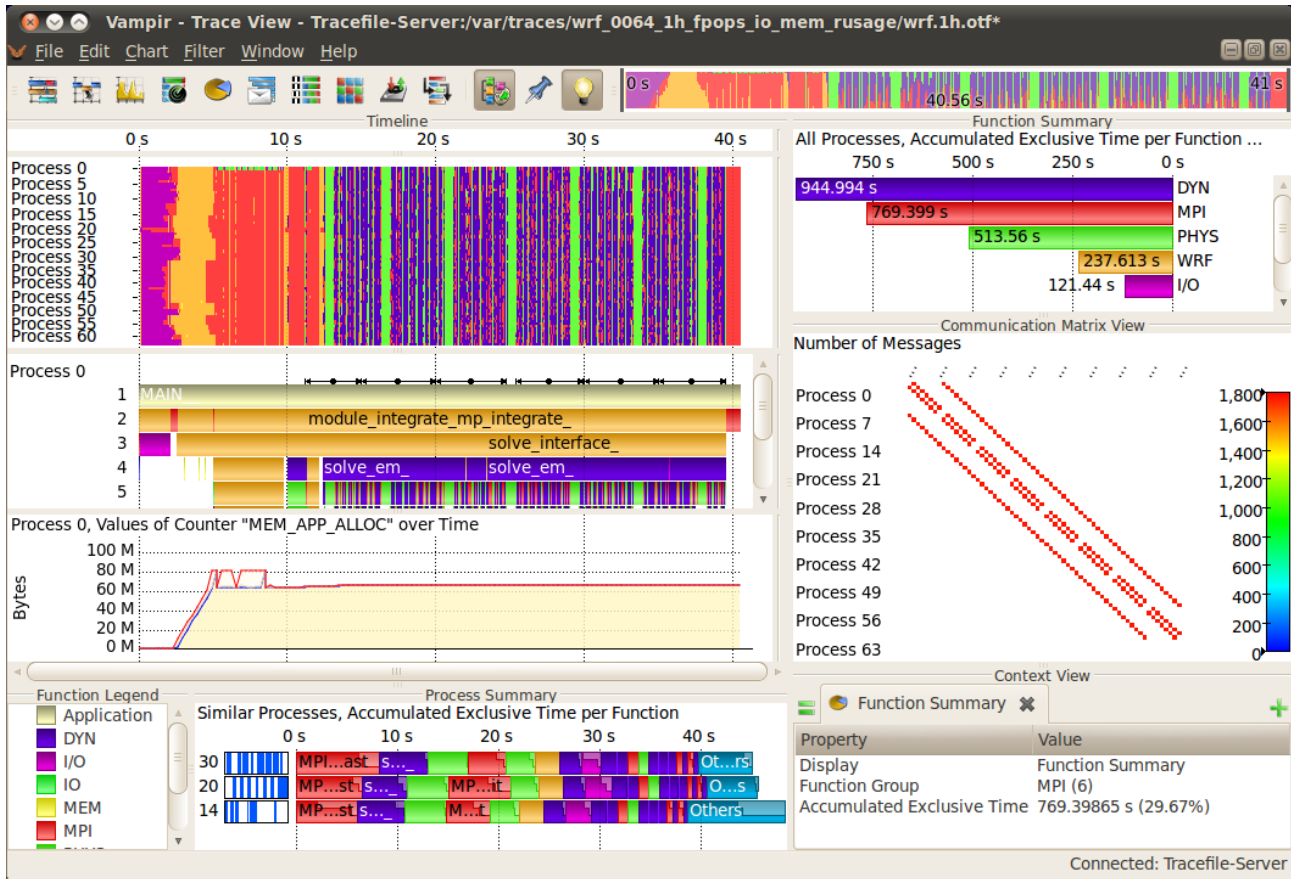 Vampir - Trace View - Tracefile-Server:/var/traces/wrf_0064_1h_fpops_io_mem_rusage/wrf.1h.otf*
File Edit Chart Filter Window Help
0 s 40.56 s 41 s
Timeline
0 s 10 s 20 s 30 s 40 s
Process 0
Process 5
Process 10
Process 15
Process 20
Process 25
Process 30
Process 35
Process 40
Process 45
Process 50
Process 55
Process 60
Process 0
1 MAIN
2 module_integrate_mp_integrate_
3 solve_interface_
4 solve_em_ solve_em_
5
Process 0, Values of Counter "MEM_APP_ALLOC" over Time
Bytes
100 M
80 M
60 M
40 M
20 M
0 M
Function Summary
All Processes, Accumulated Exclusive Time per Function ...
750 s 500 s 250 s 0 s
944.994 s DYN
769.399 s MPI
513.56 s PHYS
237.613 s WRF
121.44 s I/O
Communication Matrix View
Number of Messages
Process 0
Process 7
Process 14
Process 21
Process 28
Process 35
Process 42
Process 49
Process 56
Process 63
1,800
1,600
1,400
1,200
1,000
800
600
400
200
0
Function Legend
Application
DYN
I/O
IO
MEM
MPI
Process Summary
Similar Processes, Accumulated Exclusive Time per Function
0 s 10 s 20 s 30 s 40 s
30 MPI...ast s..._ Ot...rs
20 MP...st s..._ MP...it O...s
14 MP...st s..._ M...t Others
Context View
Function Summary
Property Value
Display Function Summary
Function Group MPI (6)
Accumulated Exclusive Time 769.39865 s (29.67%)
Connected: Tracefile-Server